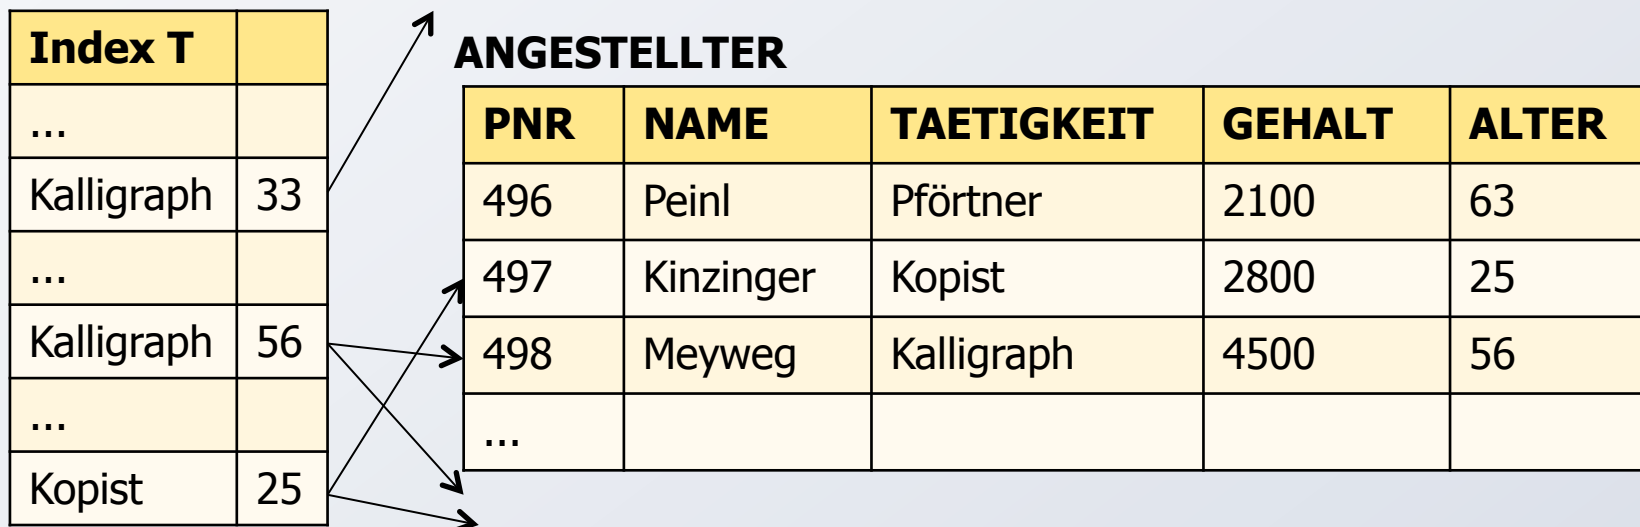 Index T
...
Kalligraph 33
...
Kalligraph 56
...
Kopist 25
ANGESTELLTER
PNR NAME TAETIGKEIT GEHALT ALTER
496 Peinl Pförtner 2100 63
497 Kinzinger Kopist 2800 25
498 Meyweg Kalligraph 4500 56
...